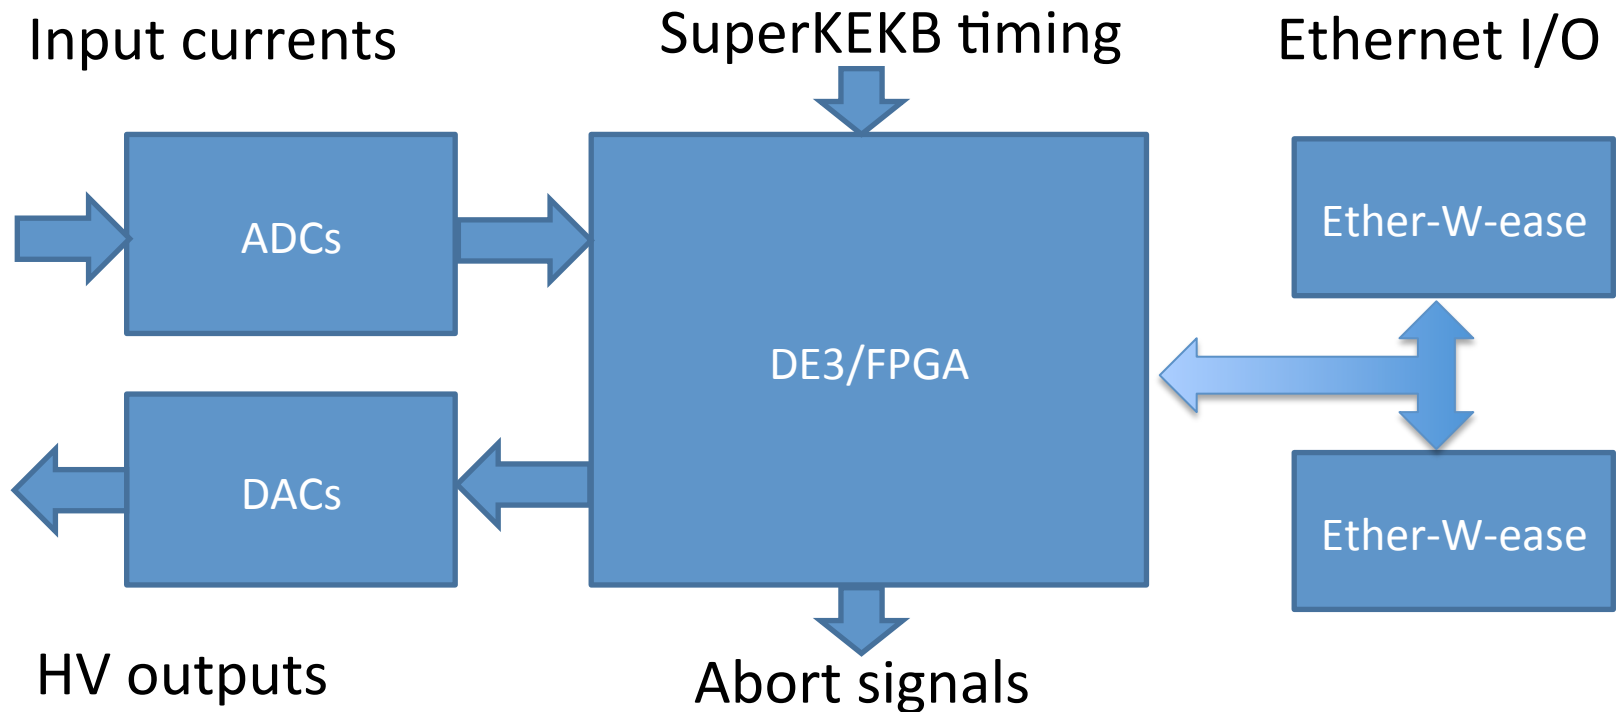 Input currents
SuperKEKB timing
Ethernet I/O
ADCs
Ether-W-ease
DE3/FPGA
DACs
Ether-W-ease
HV outputs
Abort signals